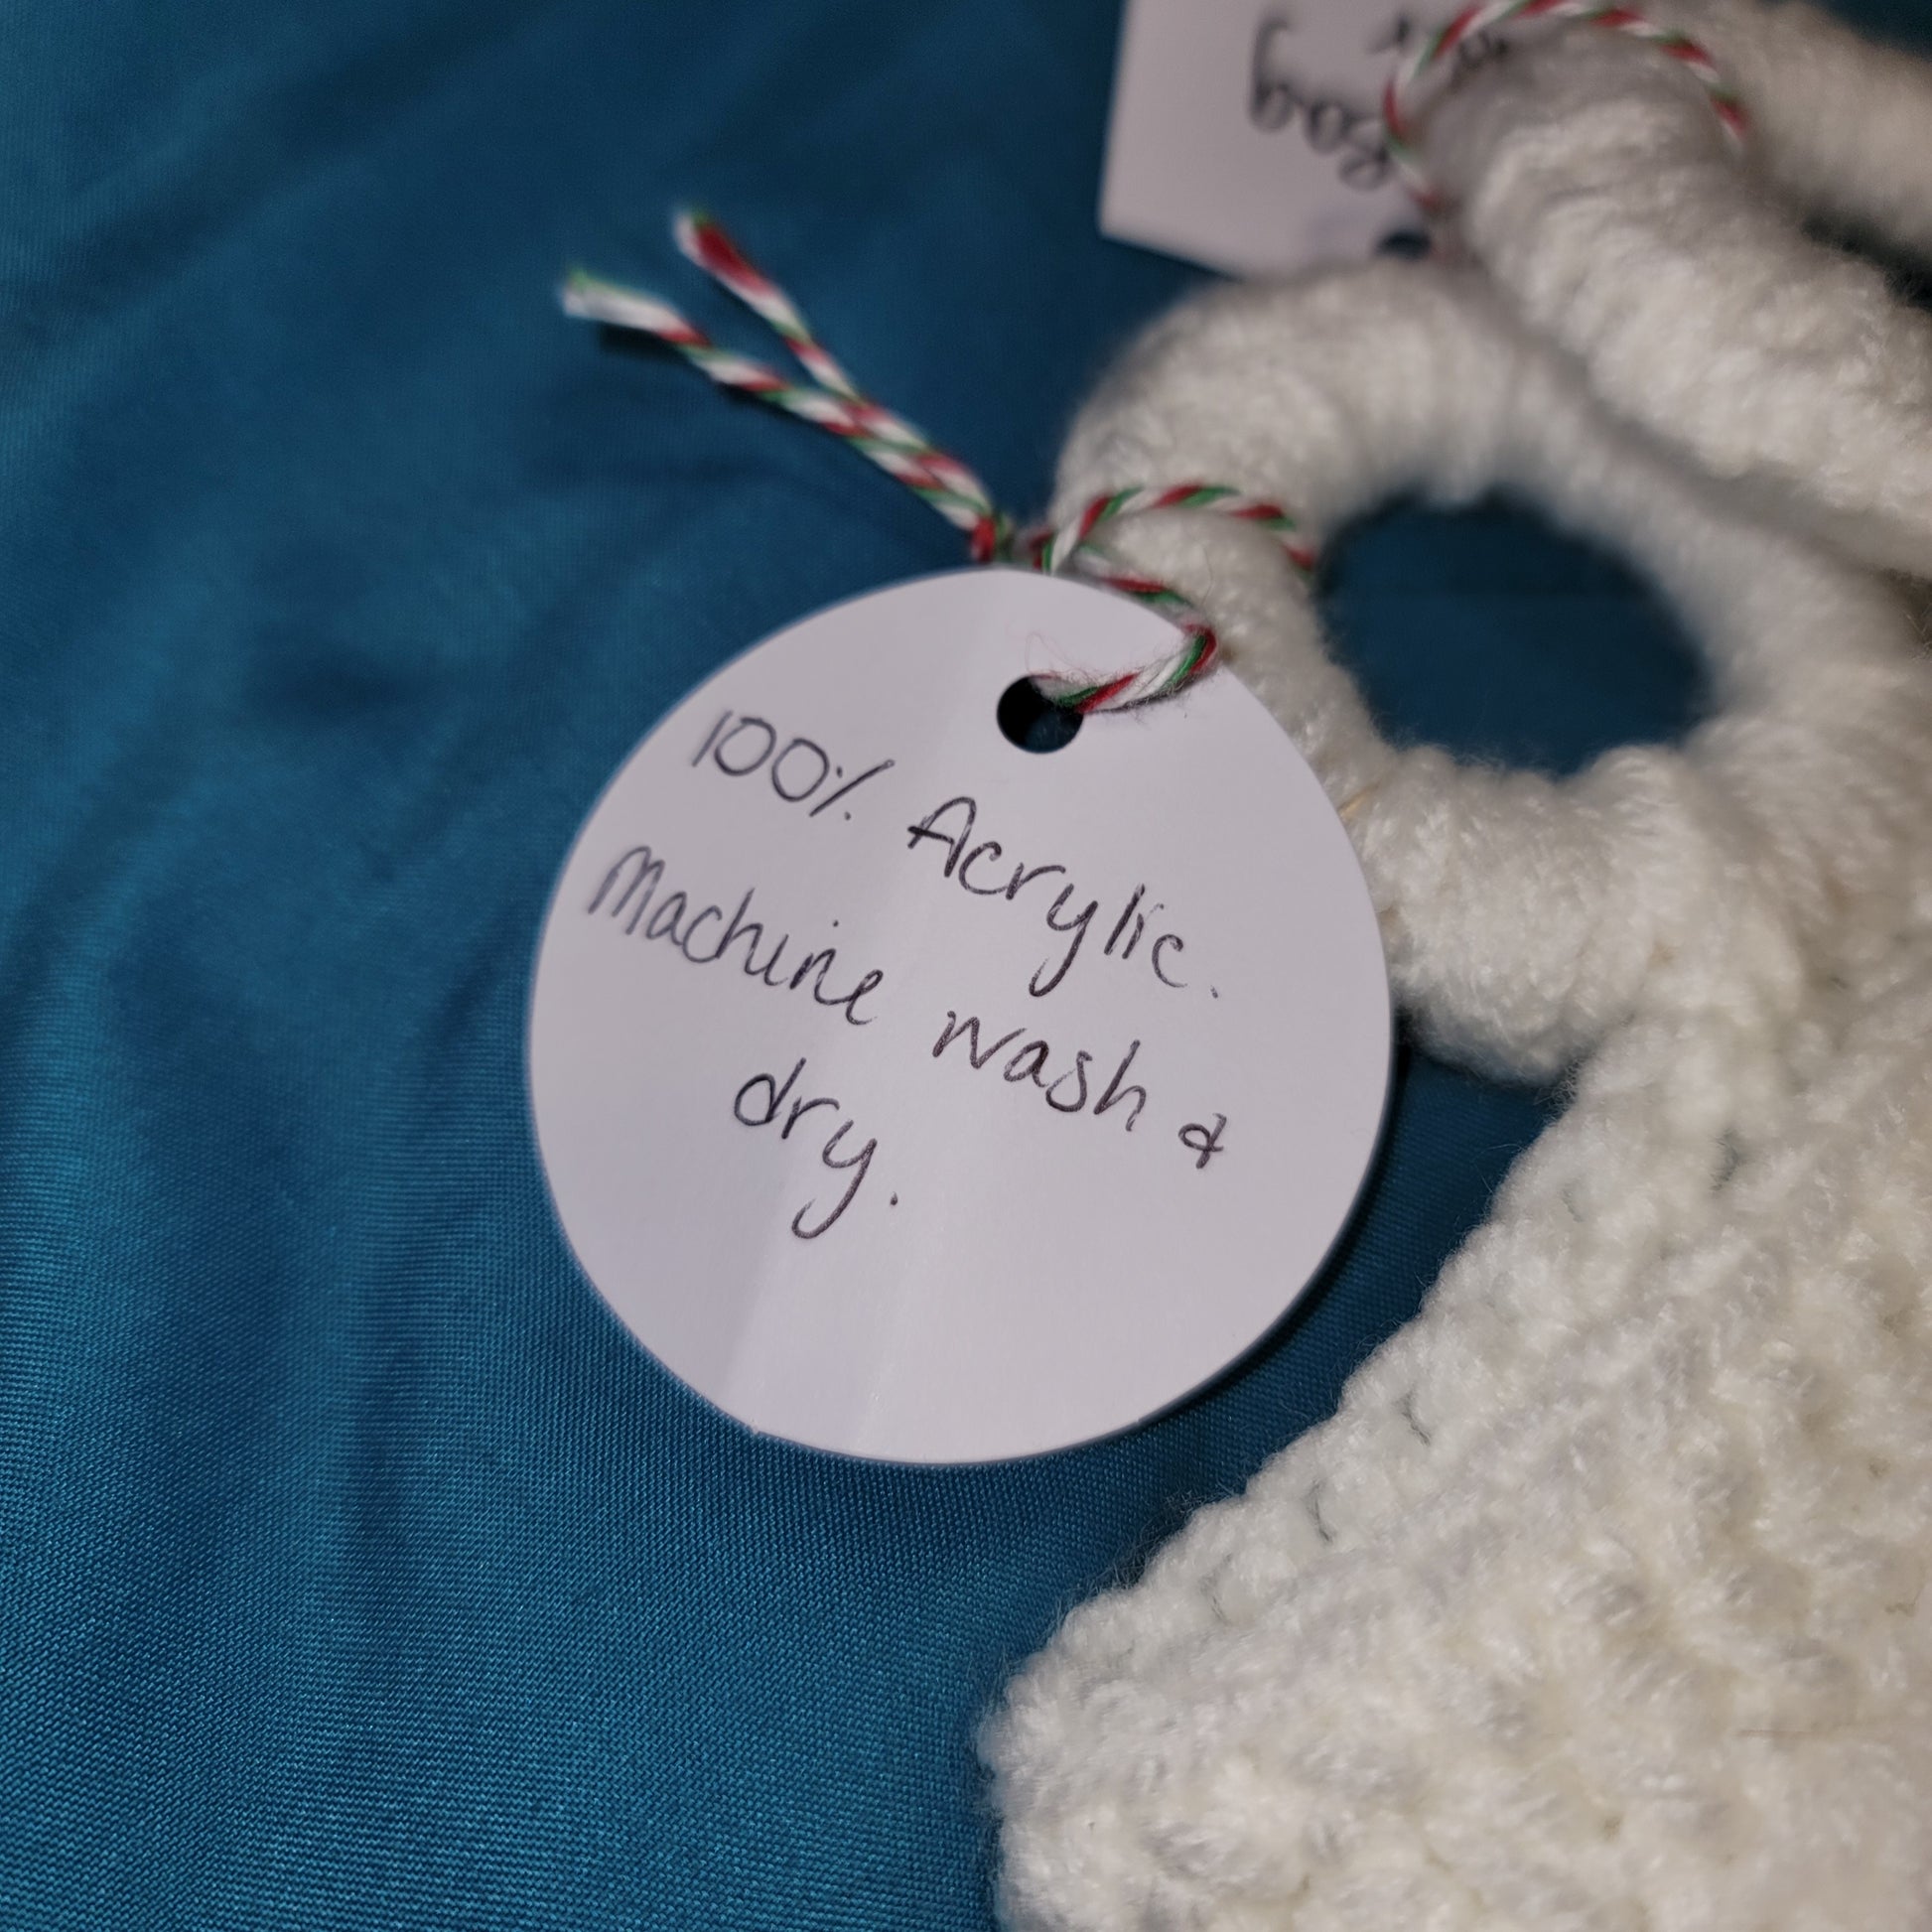 100% Acrylic.
Machine wash &
dry.